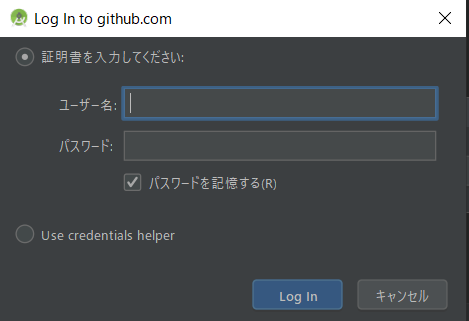 Log In to github.com
証明書を入力してください:
ユーザー名:
パスワード:
パスワードを記憶する(R)
Use credentials helper
Log In
キャンセル